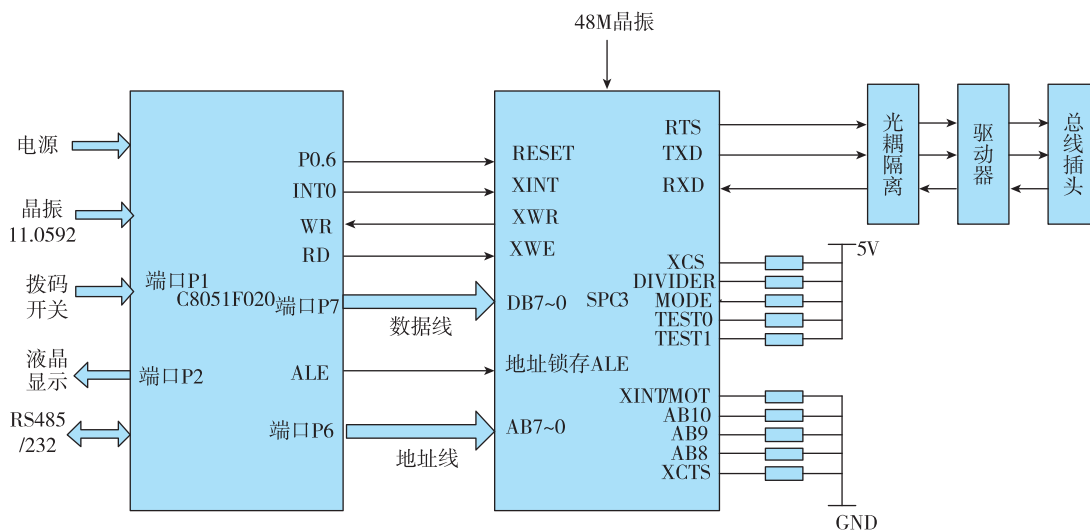 48M晶振
电源
晶振
11.0592
拨码
开关
液晶
显示
RS485
/232
P0.6
INT0
WR
RD
端口P1
C8051F020
端口P7
端口P2
ALE
端口P6
数据线
地址线
RESET
XINT
XWR
XWE
DB7~0
SPC3
地址锁存ALE
AB7~0
RTS
TXD
RXD
XCS
DIVIDER
MODE
TEST0
TEST1
XINT/MOT
AB10
AB9
AB8
XCTS
5V
GND
光耦隔离
驱动器
总线插头